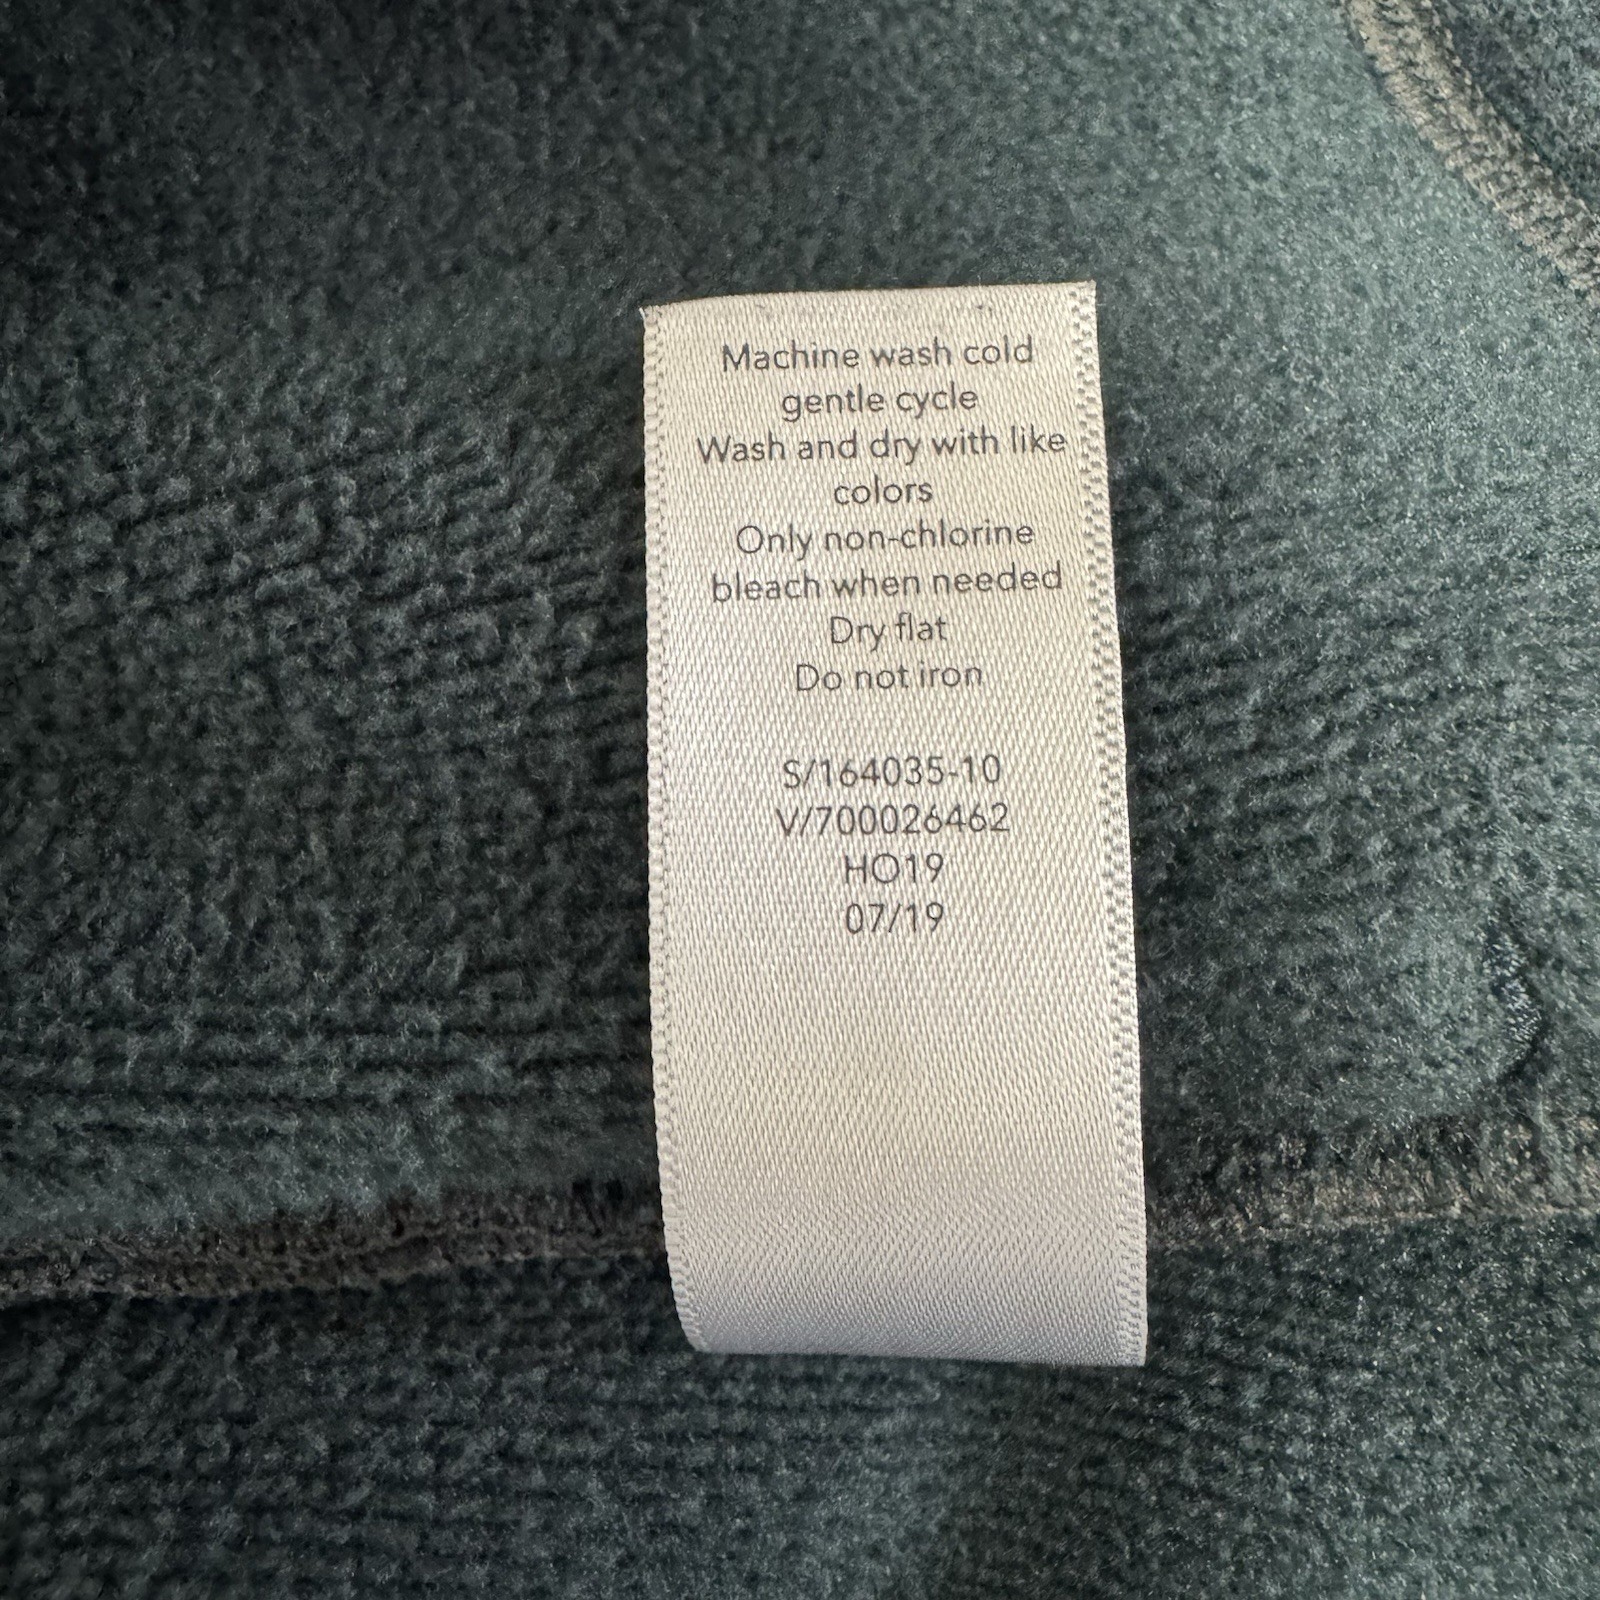 Machine wash cold
gentle cycle
Wash and dry with like
colors
Only non-chlorine
bleach when needed
Dry flat
Do not iron
S/164035-10
V/700026462
HO19
07/19